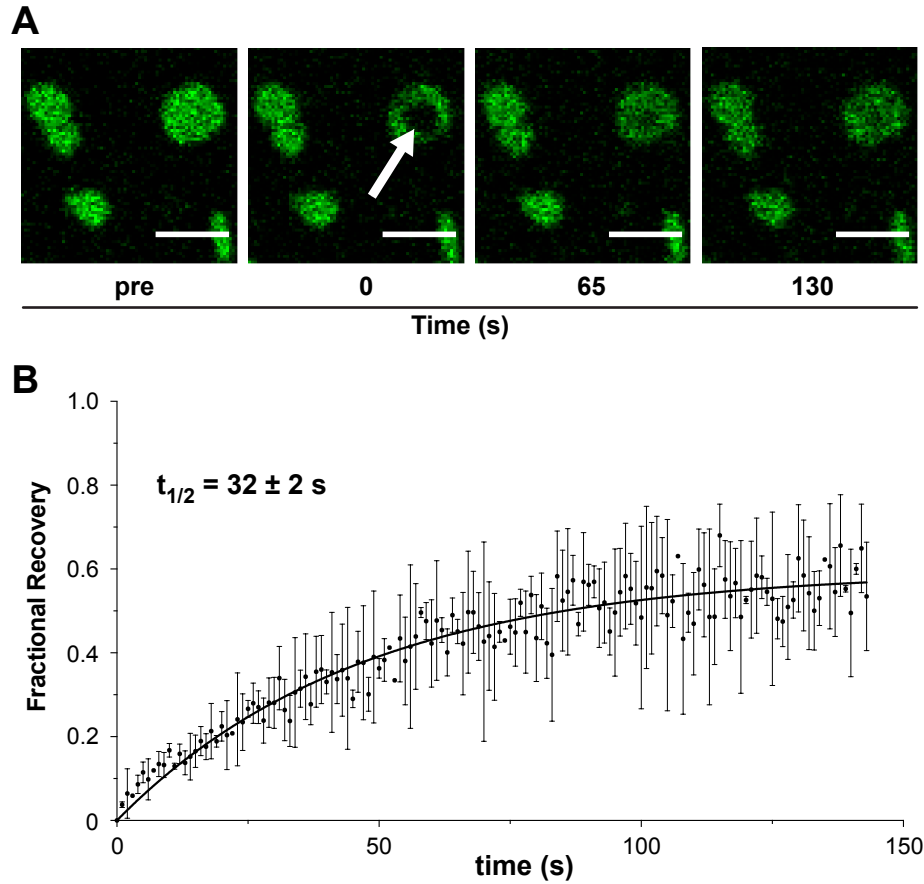 A
pre 0 65 130
Time (s)
B
1.0
t1/2 = 32 ± 2 s
0.8
0.6
0.4
0.2
0
Fractional Recovery
0 50 100 150
time (s)